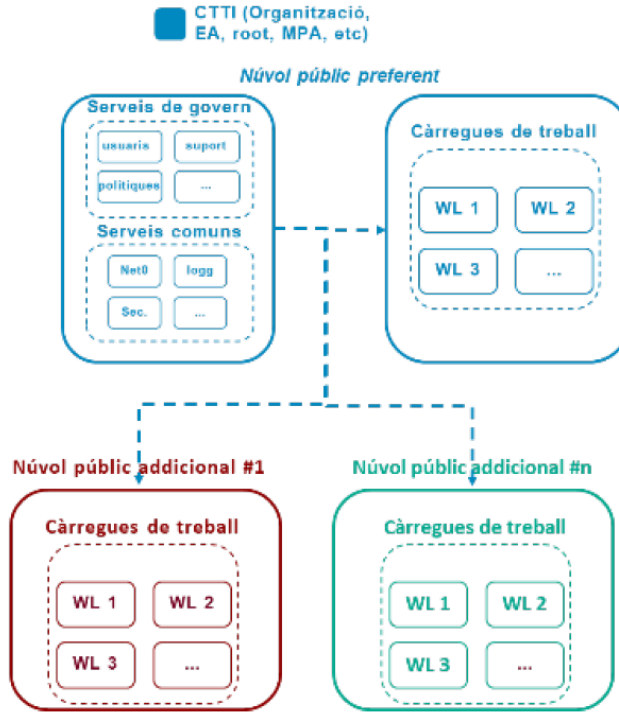 CTTI (Organització,
EA, root, MPA, etc)
Núvol públic preferent
Serveis de govern
usuaris
suport
polítiques
...
Serveis comuns
Net0
logg
Sec.
...
Càrregues de treball
WL 1
WL 2
WL 3
...
Núvol públic addicional #1
Càrregues de treball
WL 1
WL 2
WL 3
...
Núvol públic addicional #n
Càrregues de treball
WL 1
WL 2
WL 3
...